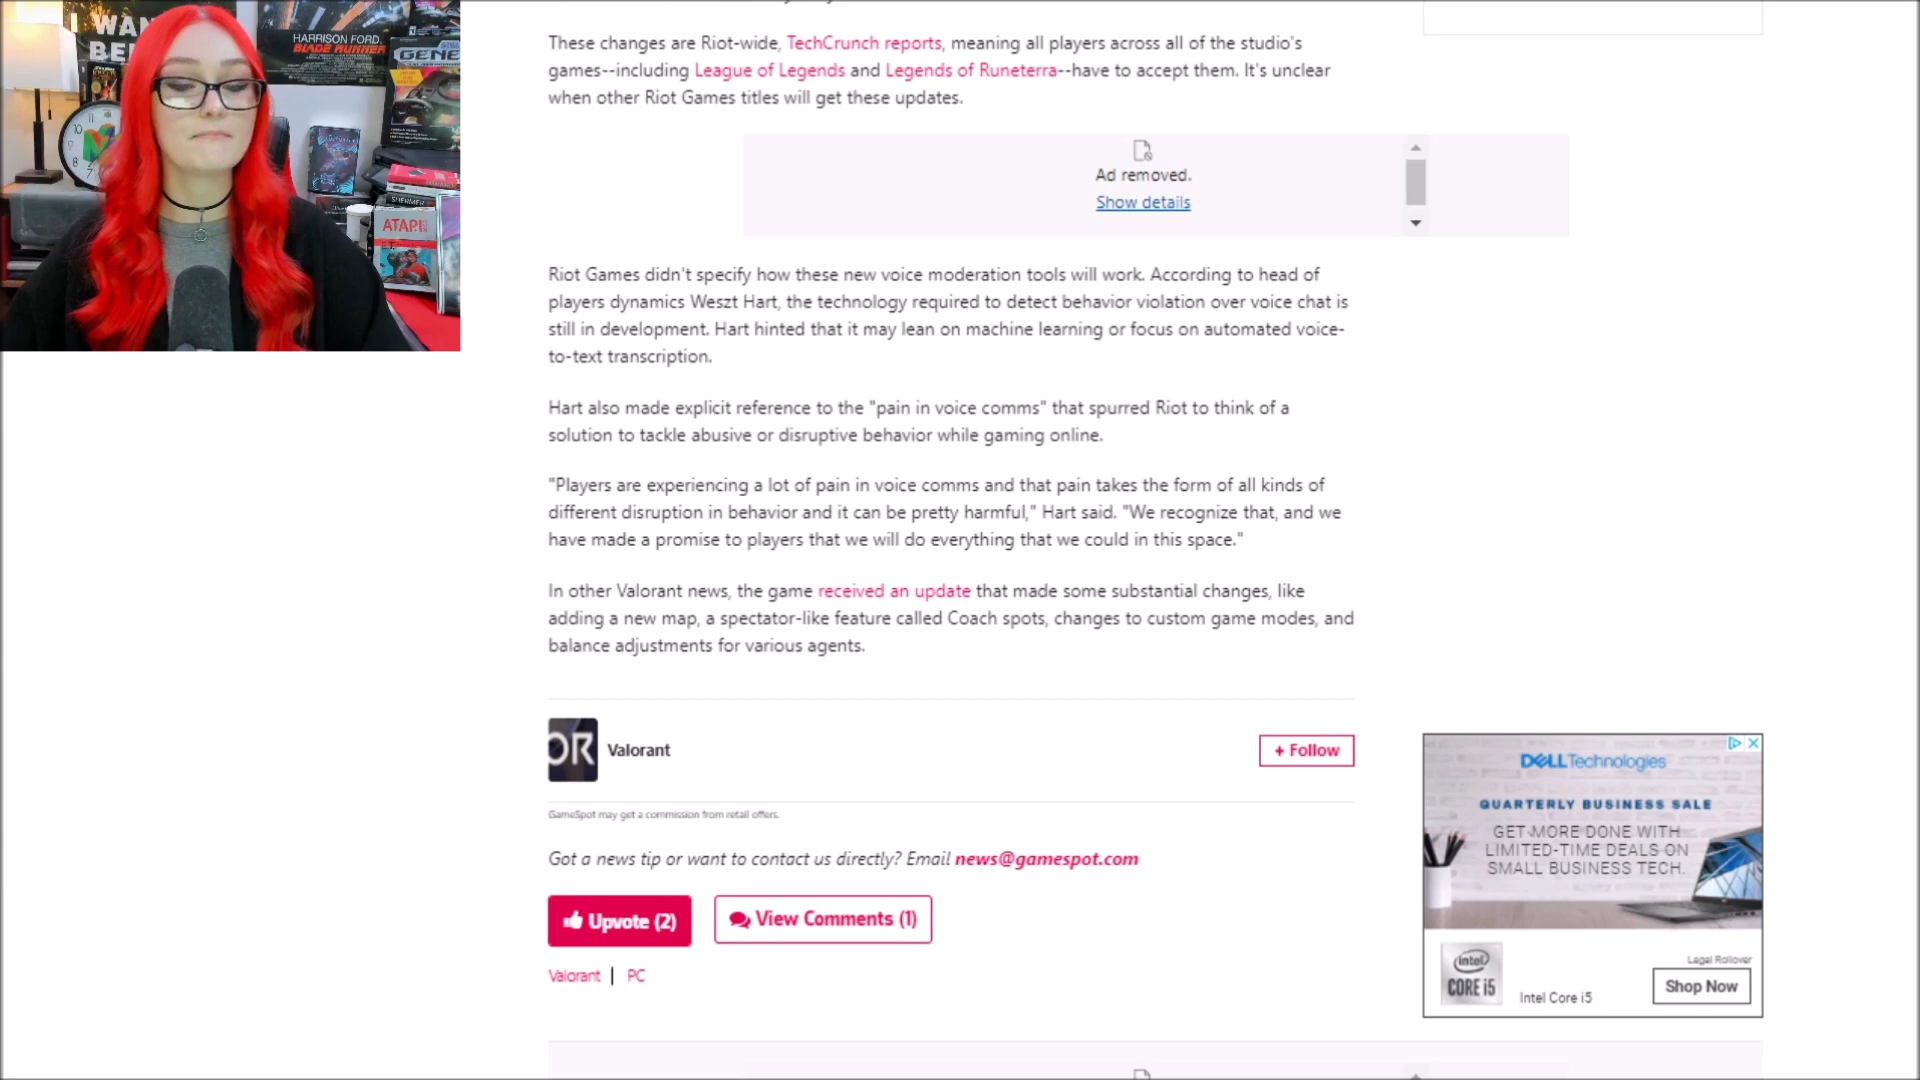 WAN
BE
HARRISON FORD.
BLADE RUNNER
GENE
SHERMER
ATARI
E.T.
10
9
8
7
These changes are Riot-wide, TechCrunch reports, meaning all players across all of the studio's
games--including League of Legends and Legends of Runeterra--have to accept them. It's unclear
when other Riot Games titles will get these updates.
Ad removed.
Show details
Riot Games didn't specify how these new voice moderation tools will work. According to head of
players dynamics Weszt Hart, the technology required to detect behavior violation over voice chat is
still in development. Hart hinted that it may lean on machine learning or focus on automated voice-
to-text transcription.
Hart also made explicit reference to the "pain in voice comms" that spurred Riot to think of a
solution to tackle abusive or disruptive behavior while gaming online.
"Players are experiencing a lot of pain in voice comms and that pain takes the form of all kinds of
different disruption in behavior and it can be pretty harmful," Hart said. "We recognize that, and we
have made a promise to players that we will do everything that we could in this space."
In other Valorant news, the game received an update that made some substantial changes, like
adding a new map, a spectator-like feature called Coach spots, changes to custom game modes, and
balance adjustments for various agents.
OR Valorant
+ Follow
GameSpot may get a commission from retail offers.
Got a news tip or want to contact us directly? Email news@gamespot.com
Upvote (2)
View Comments (1)
Valorant | PC
DELL Technologies
QUARTERLY BUSINESS SALE
GET MORE DONE WITH
LIMITED-TIME DEALS ON
SMALL BUSINESS TECH.
intel
CORE i5
Intel Core i5
Legal Rollover
Shop Now